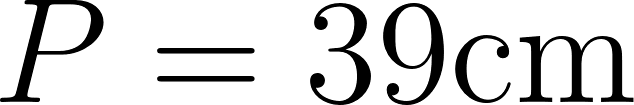 P = 39cm